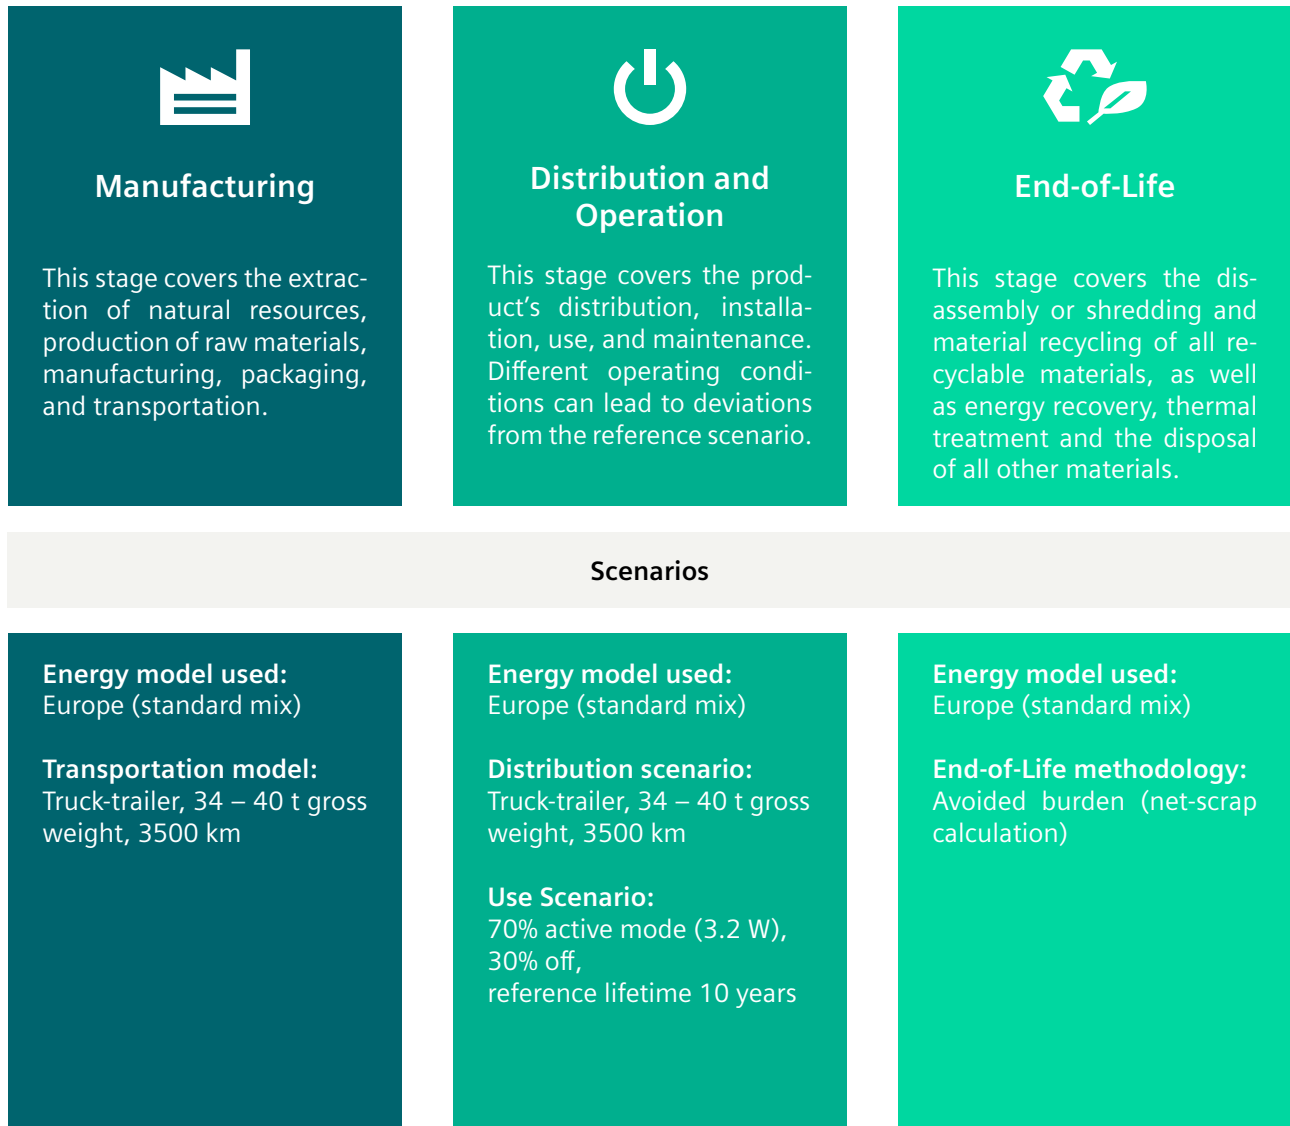 Manufacturing
This stage covers the extrac-
tion of natural resources,
production of raw materials,
manufacturing, packaging,
and transportation.
Distribution and
Operation
This stage covers the prod-
uct’s distribution, installa-
tion, use, and maintenance.
Different operating condi-
tions can lead to deviations
from the reference scenario.
End-of-Life
This stage covers the dis-
assembly or shredding and
material recycling of all re-
cyclable materials, as well
as energy recovery, thermal
treatment and the disposal
of all other materials.
Scenarios
Energy model used:
Europe (standard mix)
Transportation model:
Truck-trailer, 34 – 40 t gross
weight, 3500 km
Energy model used:
Europe (standard mix)
Distribution scenario:
Truck-trailer, 34 – 40 t gross
weight, 3500 km
Use Scenario:
70% active mode (3.2 W),
30% off,
reference lifetime 10 years
Energy model used:
Europe (standard mix)
End-of-Life methodology:
Avoided burden (net-scrap
calculation)